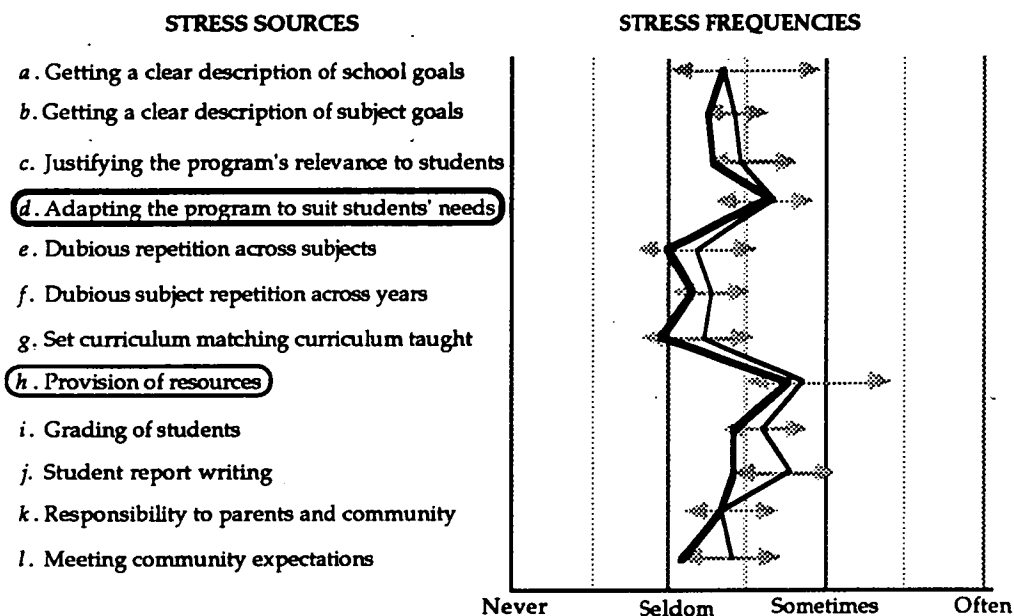 STRESS SOURCES STRESS FREQUENCIES
a. Getting a clear description of school goals
b. Getting a clear description of subject goals
c. Justifying the program's relevance to students
d. Adapting the program to suit students' needs
e. Dubious repetition across subjects
f. Dubious subject repetition across years
g. Set curriculum matching curriculum taught
h. Provision of resources
i. Grading of students
j. Student report writing
k. Responsibility to parents and community
l. Meeting community expectations
Never Seldom Sometimes Often